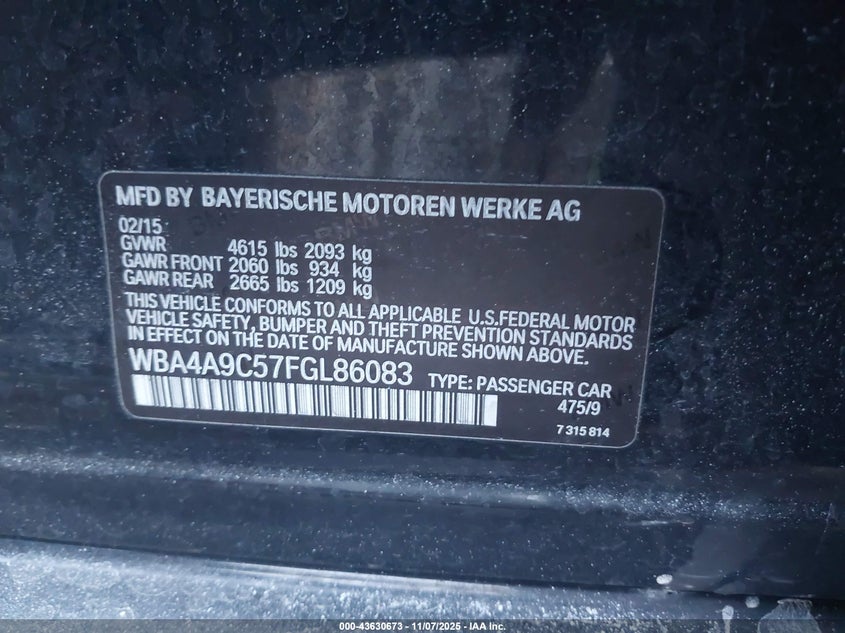 MFD BY BAYERISCHE MOTOREN WERKE AG
02/15
GVWR 4615 lbs 2093 kg
GAWR FRONT 2060 lbs 934 kg
GAWR REAR 2665 lbs 1209 kg
THIS VEHICLE CONFORMS TO ALL APPLICABLE U.S.FEDERAL MOTOR
VEHICLE SAFETY, BUMPER AND THEFT PREVENTION STANDARDS
IN EFFECT ON THE DATE OF MANUFACTURE SHOWN ABOVE.
WBA4A9C57FGL86083 TYPE: PASSENGER CAR
475/9
7 315 814
000-43630673 | 11/07/2025 - IAA Inc.